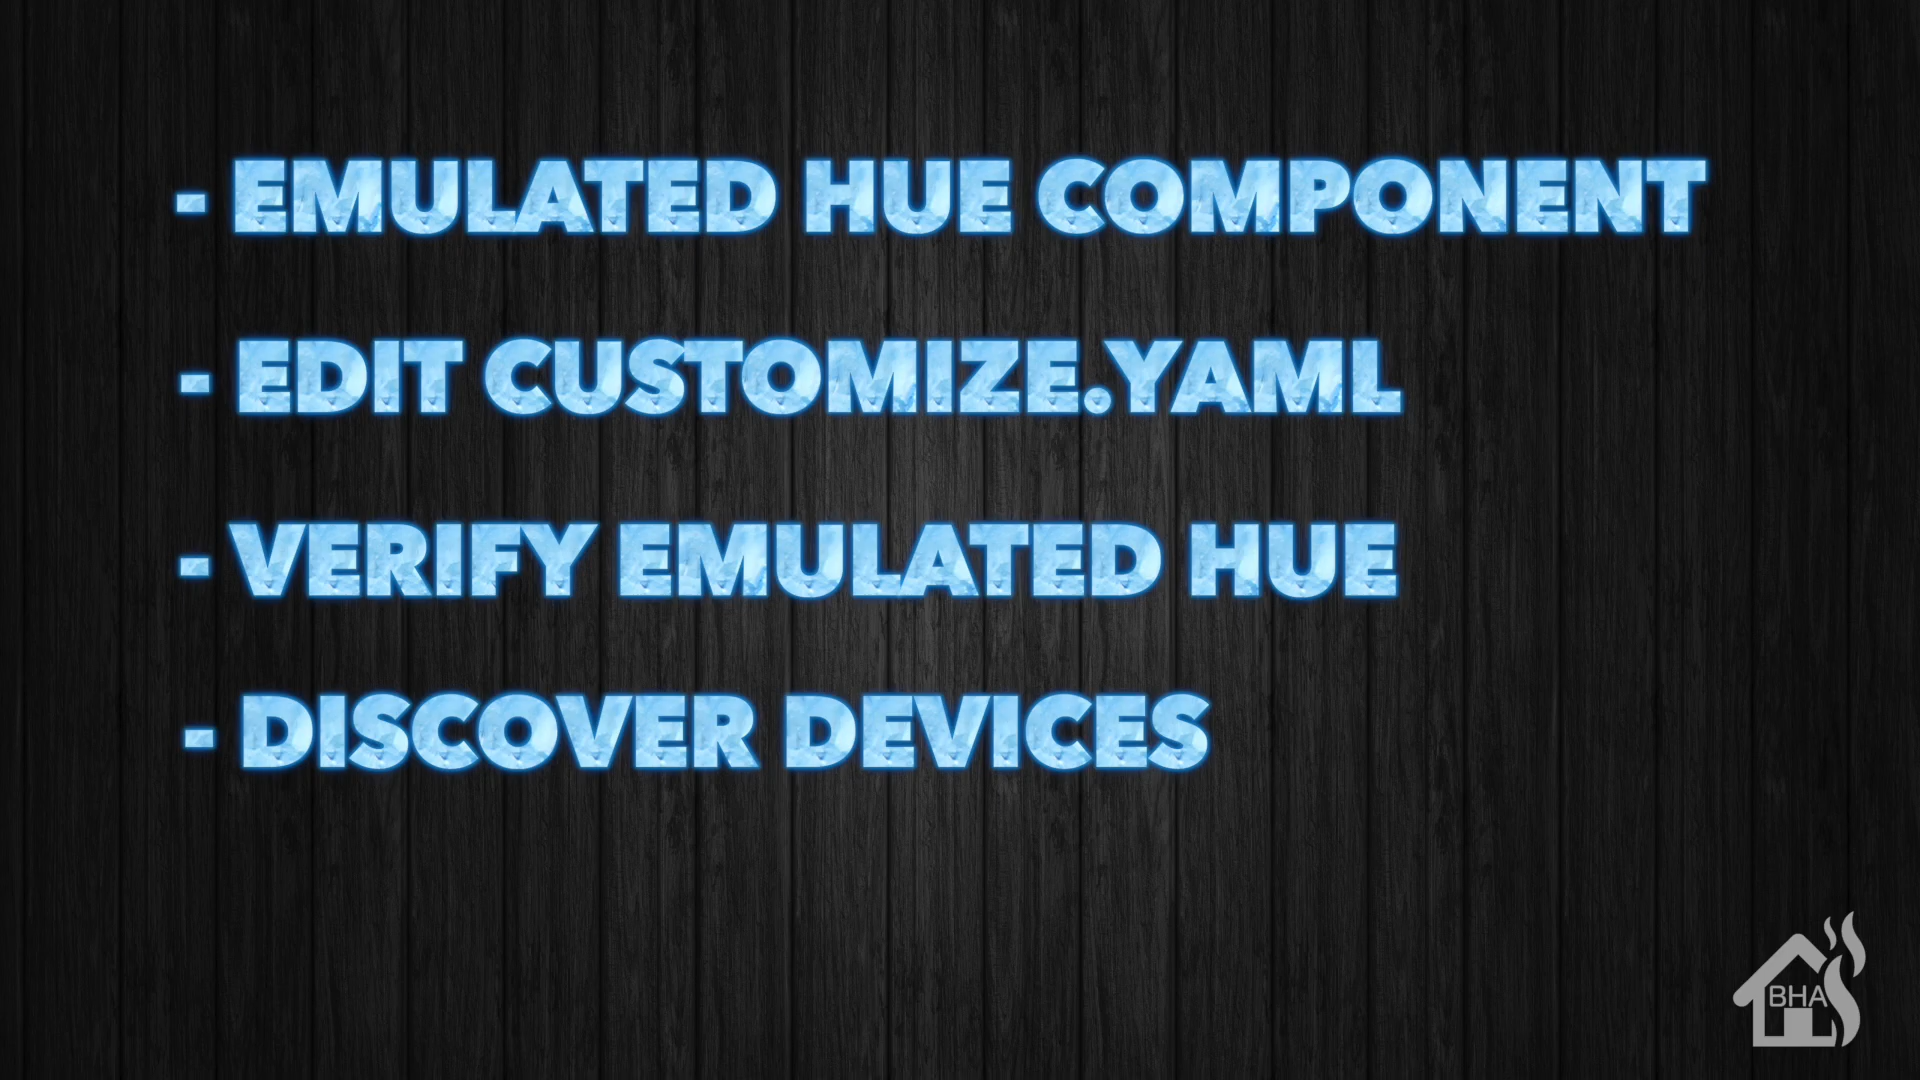 - EMULATED HUE COMPONENT
- EDIT CUSTOMIZE.YAML
- VERIFY EMULATED HUE
- DISCOVER DEVICES
BHA